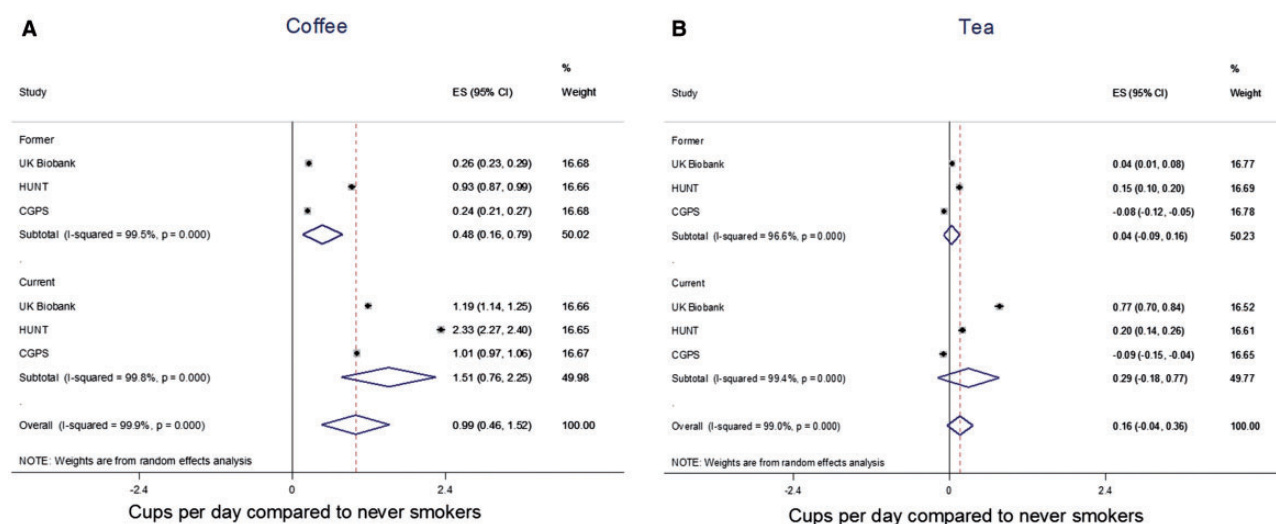 A
Coffee
%
Study ES (95% CI) Weight
Former
UK Biobank 0.26 (0.23, 0.29) 16.68
HUNT 0.93 (0.87, 0.99) 16.66
CGPS 0.24 (0.21, 0.27) 16.68
Subtotal (I-squared = 99.5%, p = 0.000) 0.48 (0.16, 0.79) 50.02
.
Current
UK Biobank 1.19 (1.14, 1.25) 16.66
HUNT 2.33 (2.27, 2.40) 16.65
CGPS 1.01 (0.97, 1.06) 16.67
Subtotal (I-squared = 99.8%, p = 0.000) 1.51 (0.76, 2.25) 49.98
.
Overall (I-squared = 99.9%, p = 0.000) 0.99 (0.46, 1.52) 100.00
NOTE: Weights are from random effects analysis
-2.4 0 2.4
Cups per day compared to never smokers
B
Tea
%
Study ES (95% CI) Weight
Former
UK Biobank 0.04 (0.01, 0.08) 16.77
HUNT 0.15 (0.10, 0.20) 16.69
CGPS -0.08 (-0.12, -0.05) 16.78
Subtotal (I-squared = 96.6%, p = 0.000) 0.04 (-0.09, 0.16) 50.23
.
Current
UK Biobank 0.77 (0.70, 0.84) 16.52
HUNT 0.20 (0.14, 0.26) 16.61
CGPS -0.09 (-0.15, -0.04) 16.65
Subtotal (I-squared = 99.4%, p = 0.000) 0.29 (-0.18, 0.77) 49.77
.
Overall (I-squared = 99.0%, p = 0.000) 0.16 (-0.04, 0.36) 100.00
NOTE: Weights are from random effects analysis
-2.4 0 2.4
Cups per day compared to never smokers